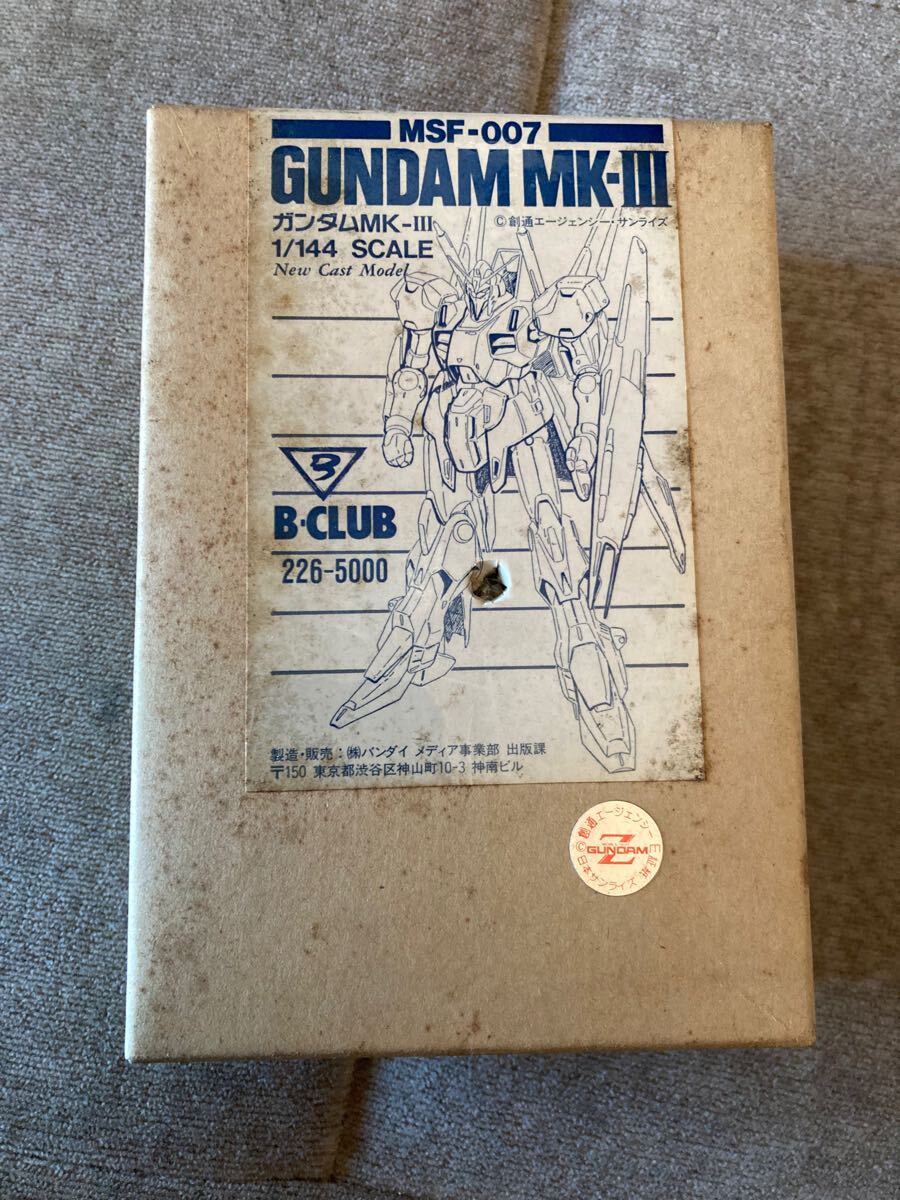 MSF-007
GUNDAM MK-III
ガンダムMK-III
©創通エージェンシー・サンライズ
1/144 SCALE
New Cast Model
B
B·CLUB
226-5000
製造・販売：㈱バンダイ メディア事業部 出版課
〒150 東京都渋谷区神山町10-3 神南ビル
©創通エージェンシー
証紙
Z
GUNDAM
日本サンライズ